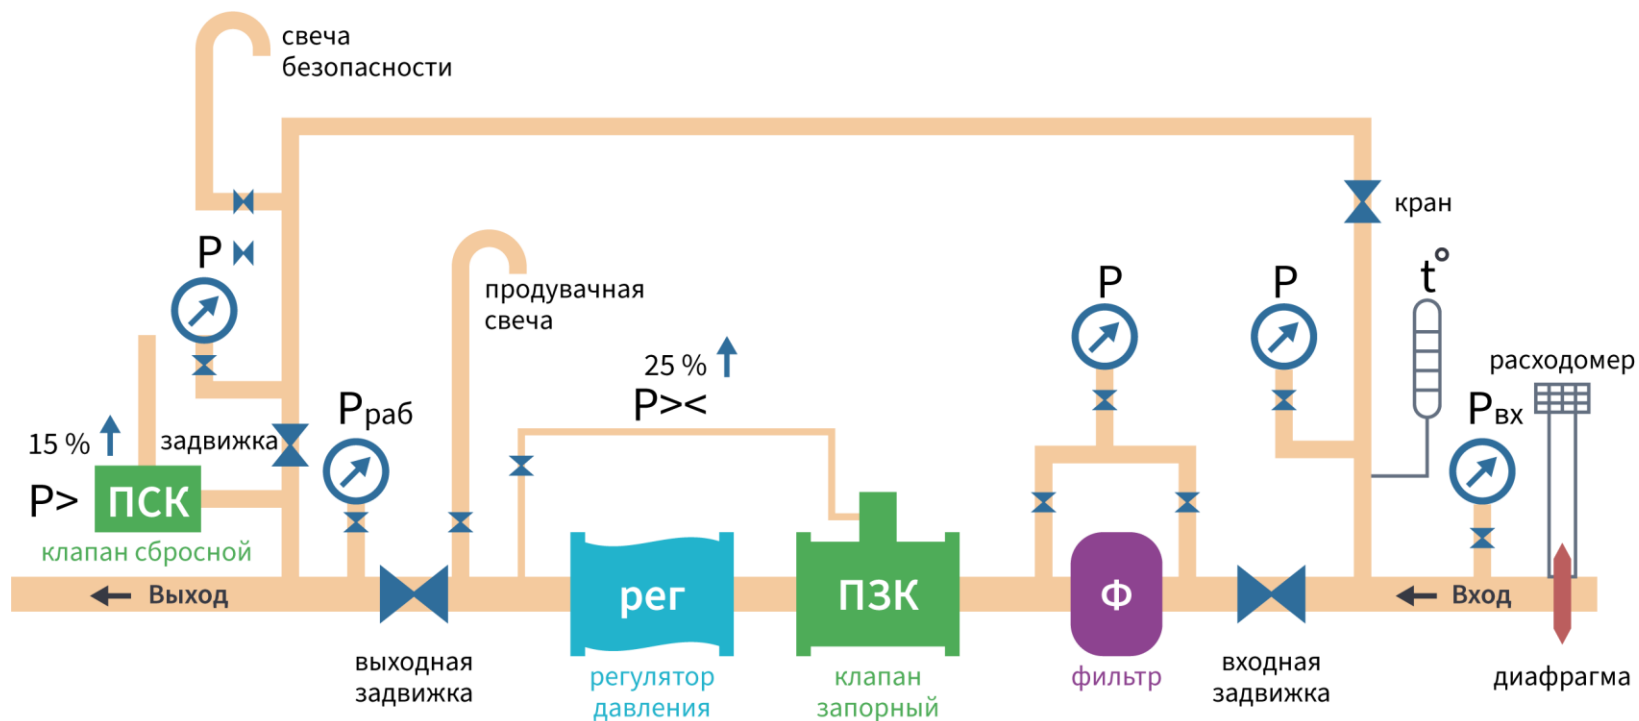 свеча
безопасности
кран
P
продувачная
свеча
P
P
t°
25 %
P><
расходомер
Pраб
Pвх
15 %
задвижка
P>
ПСК
клапан сбросной
Выход
рег
ПЗК
Ф
Вход
выходная
задвижка
регулятор
давления
клапан
запорный
фильтр
входная
задвижка
диафрагма